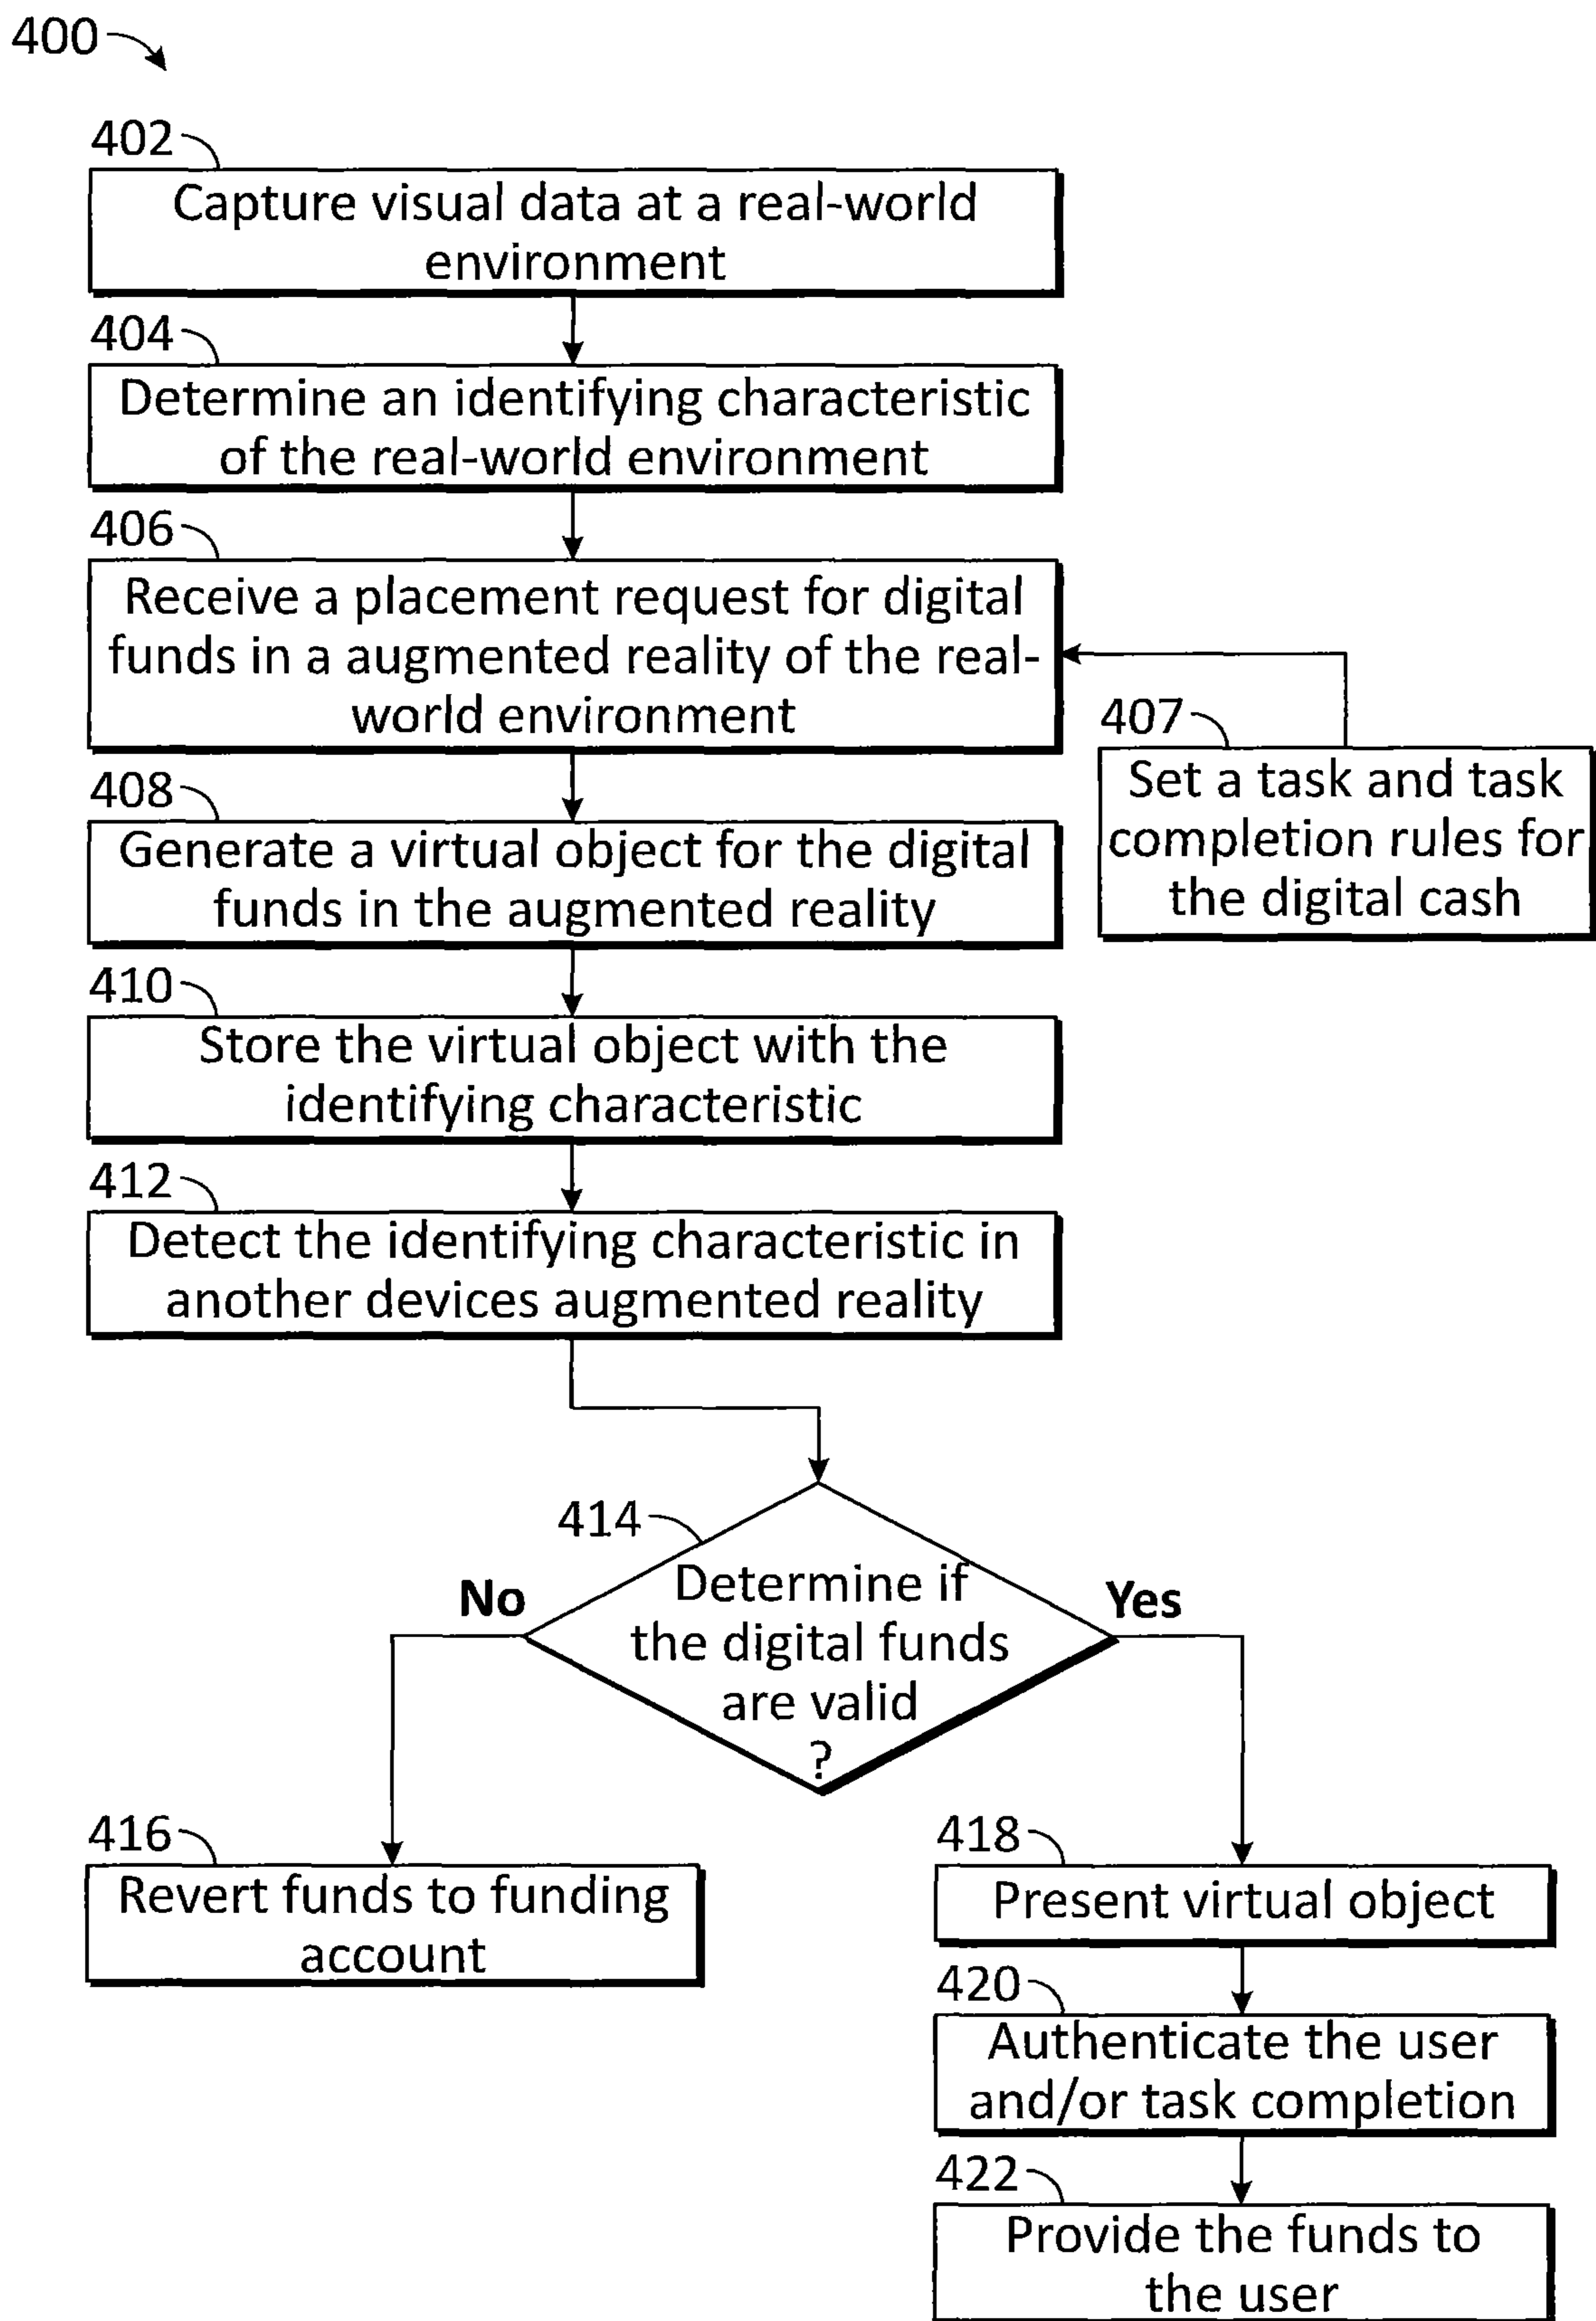 400
402
Capture visual data at a real-world
environment
404
Determine an identifying characteristic
of the real-world environment
406
Receive a placement request for digital
funds in a augmented reality of the real-
world environment
407
Set a task and task
completion rules for
the digital cash
408
Generate a virtual object for the digital
funds in the augmented reality
410
Store the virtual object with the
identifying characteristic
412
Detect the identifying characteristic in
another devices augmented reality
414
Determine if
the digital funds
are valid
?
No
Yes
416
Revert funds to funding
account
418
Present virtual object
420
Authenticate the user
and/or task completion
422
Provide the funds to
the user